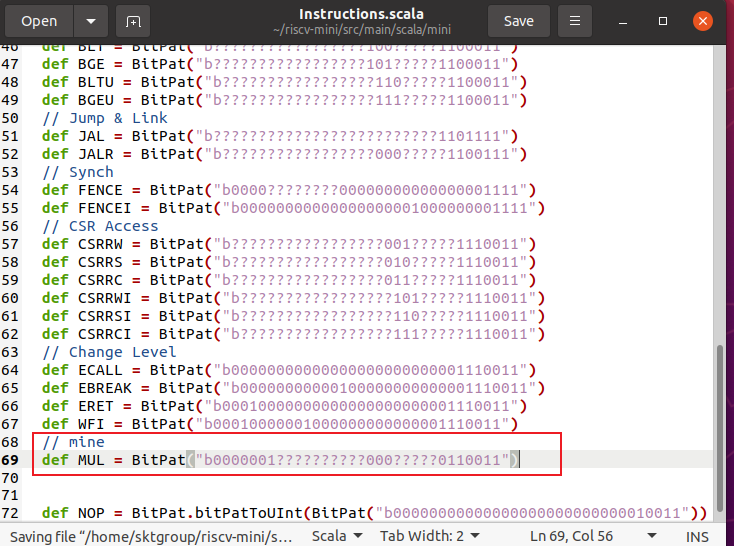 Open
Instructions.scala
~/riscv-mini/src/main/scala/mini
Save
46 def BLT = BitPat("b?????????????????100?????1100011")
47 def BGE = BitPat("b?????????????????101?????1100011")
48 def BLTU = BitPat("b?????????????????110?????1100011")
49 def BGEU = BitPat("b?????????????????111?????1100011")
50 // Jump & Link
51 def JAL = BitPat("b?????????????????????????1101111")
52 def JALR = BitPat("b?????????????????000?????1100111")
53 // Synch
54 def FENCE = BitPat("b0000????????00000000000000001111")
55 def FENCEI = BitPat("b00000000000000000001000000001111")
56 // CSR Access
57 def CSRRW = BitPat("b?????????????????001?????1110011")
58 def CSRRS = BitPat("b?????????????????010?????1110011")
59 def CSRRC = BitPat("b?????????????????011?????1110011")
60 def CSRRWI = BitPat("b?????????????????101?????1110011")
61 def CSRRSI = BitPat("b?????????????????110?????1110011")
62 def CSRRCI = BitPat("b?????????????????111?????1110011")
63 // Change Level
64 def ECALL = BitPat("b00000000000000000000000001110011")
65 def EBREAK = BitPat("b00000000000100000000000001110011")
66 def ERET = BitPat("b00010000000000000000000001110011")
67 def WFI = BitPat("b00010000001000000000000001110011")
68 // mine
69 def MUL = BitPat("b0000001??????????000?????0110011")
70
71
72 def NOP = BitPat.bitPatToUInt(BitPat("b00000000000000000000000000010011"))
Saving file “/home/sktgroup/riscv-mini/s...
Scala
Tab Width: 2
Ln 69, Col 56
INS